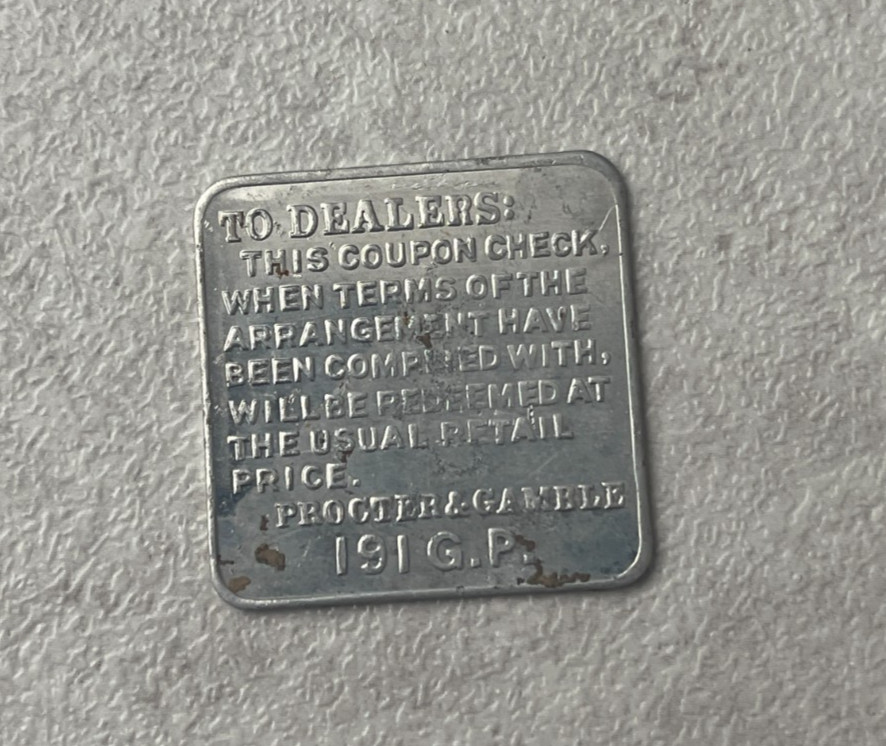 TO DEALERS:
THIS COUPON CHECK,
WHEN TERMS OF THE
ARRANGEMENT HAVE
BEEN COMPLIED WITH,
WILL BE REDEEMED AT
THE USUAL RETAIL
PRICE.
PROCTER & GAMBLE
191 G.P.